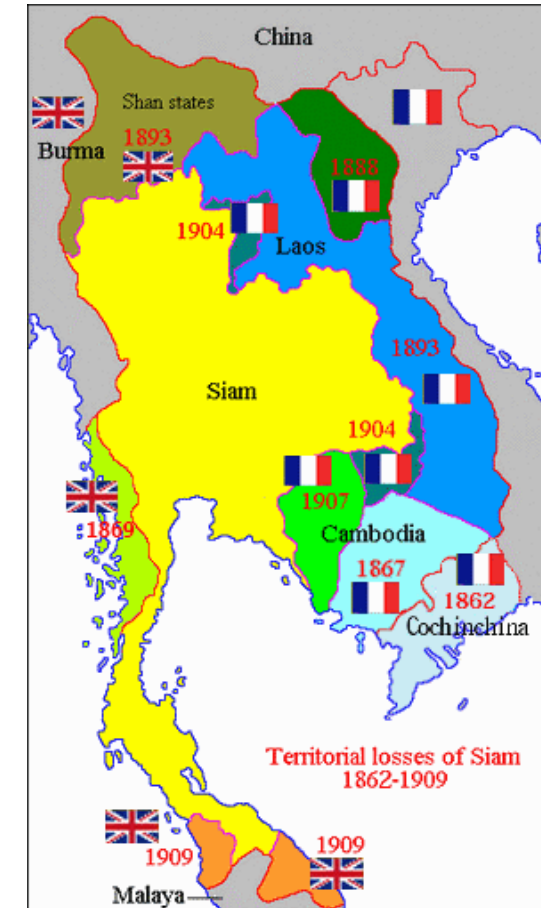 China
Shan states
1893
Burma
1888
1904
Laos
1893
Siam
1904
1907
1869
Cambodia
1867
1862
Cochinchina
Territorial losses of Siam
1862-1909
1909
1909
Malaya